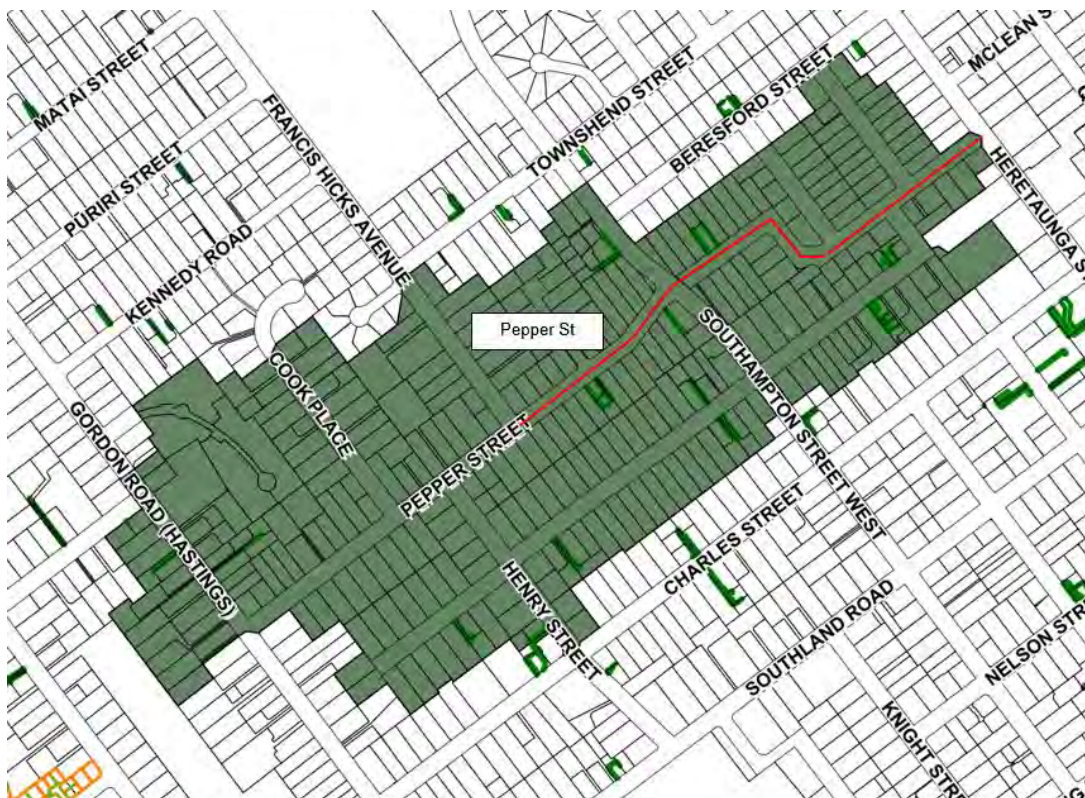 MATAI STREET
FRANCIS HICKS AVENUE
TOWNSHEND STREET
BERESFORD STREET
MCLEAN S
PŪRIRI STREET
KENNEDY ROAD
HERETAUNGA ST
Pepper St
COOK PLACE
SOUTHAMPTON STREET WEST
GORDON ROAD (HASTINGS)
PEPPER STREET
CHARLES STREET
HENRY STREET
SOUTHLAND ROAD
NELSON STR
KNIGHT STR